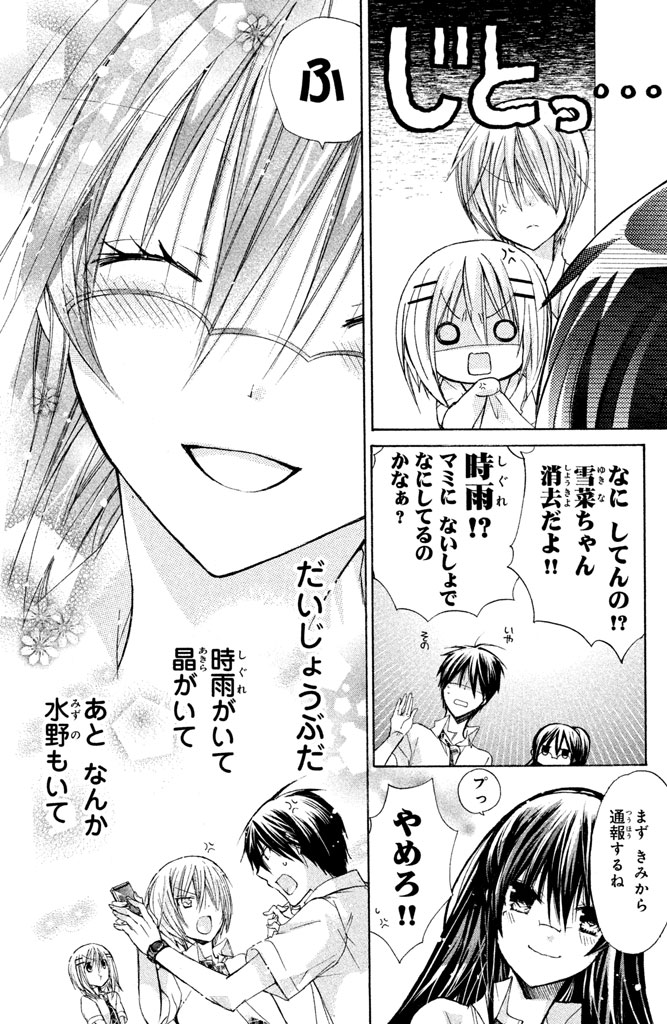 じとっ…
なに してんの!?
雪菜ちゃん
消去だよ!!
時雨!?
マミに ないしょで
なにしてるの
かなぁ?
いや
その
まず きみから
通報するね
プっ
やめろ!!
ふ
だいじょうぶだ
時雨がいて
晶がいて
あと なんか
水野もいて